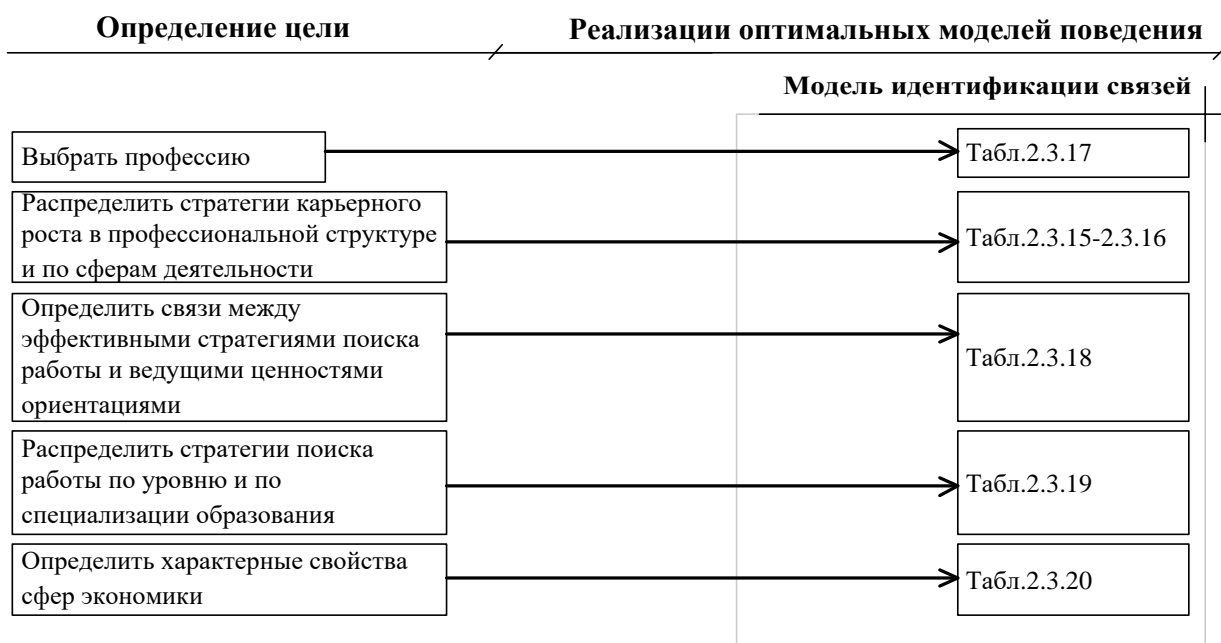 Определение цели
Реализации оптимальных моделей поведения
Модель идентификации связей
Выбрать профессию
Табл.2.3.17
Распределить стратегии карьерного
роста в профессиональной структуре
и по сферам деятельности
Табл.2.3.15-2.3.16
Определить связи между
эффективными стратегиями поиска
работы и ведущими ценностями
ориентациями
Табл.2.3.18
Распределить стратегии поиска
работы по уровню и по
специализации образования
Табл.2.3.19
Определить характерные свойства
сфер экономики
Табл.2.3.20